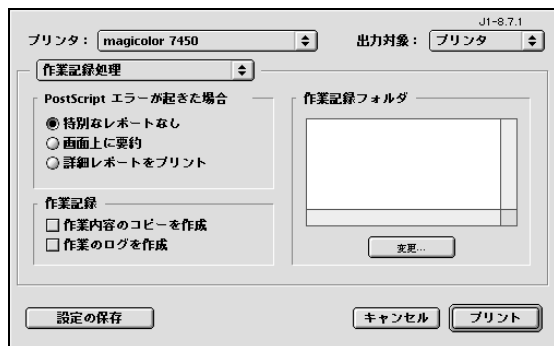 J1-8.7.1
プリンタ： magicolor 7450
出力対象： プリンタ
作業記録処理
PostScript エラーが起きた場合
特別なレポートなし
画面上に要約
詳細レポートをプリント
作業記録
作業内容のコピーを作成
作業のログを作成
作業記録フォルダ
変更...
設定の保存
キャンセル
プリント